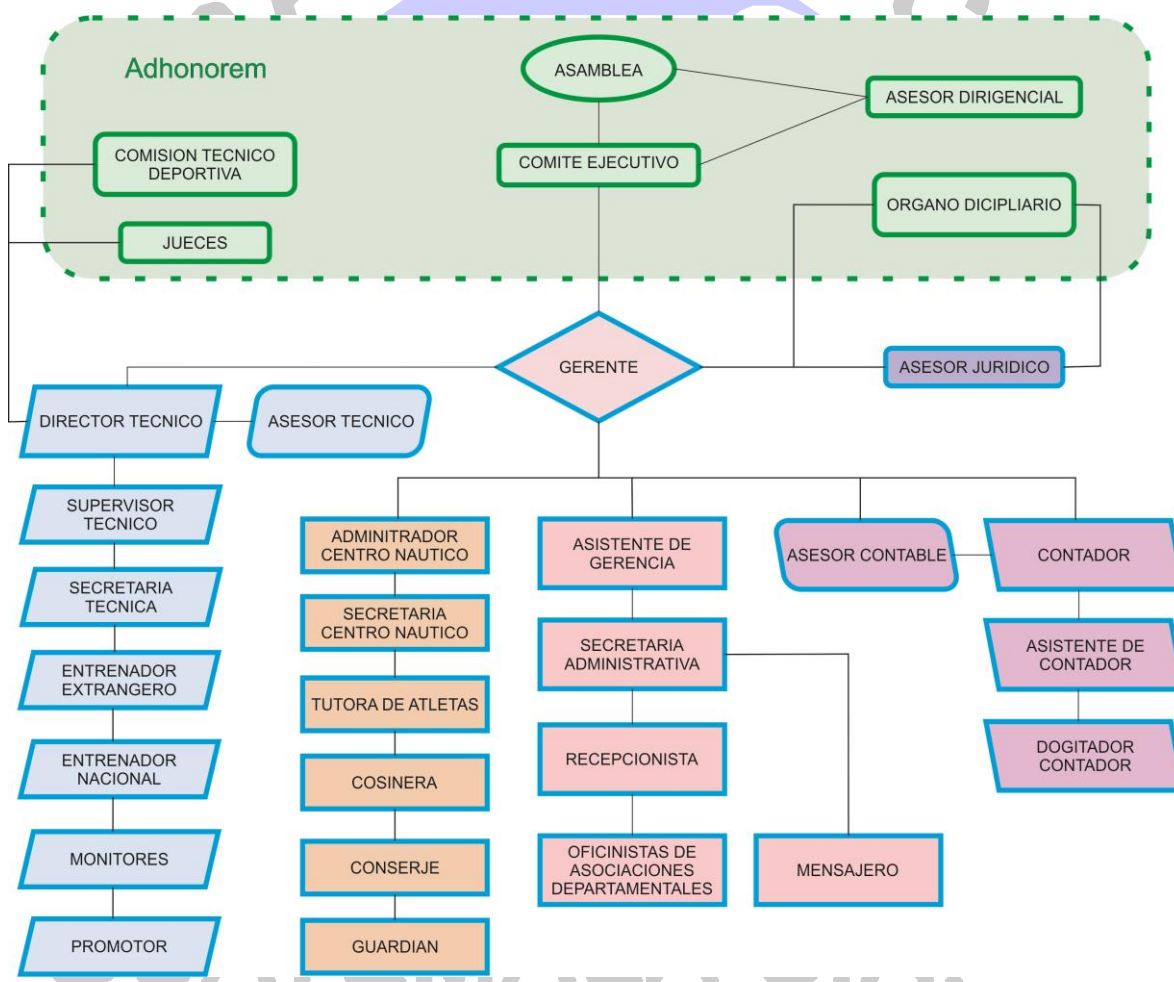 Adhonorem
ASAMBLEA
ASESOR DIRIGENCIAL
COMISION TECNICO
DEPORTIVA
COMITE EJECUTIVO
ORGANO DICIPLIARIO
JUECES
GERENTE
ASESOR JURIDICO
DIRECTOR TECNICO
ASESOR TECNICO
SUPERVISOR
TECNICO
SECRETARIA
TECNICA
ENTRENADOR
EXTRANGERO
ENTRENADOR
NACIONAL
MONITORES
PROMOTOR
ADMINITRADOR
CENTRO NAUTICO
SECRETARIA
CENTRO NAUTICO
TUTORA DE ATLETAS
COSINERA
CONSERJE
GUARDIAN
ASISTENTE DE
GERENCIA
SECRETARIA
ADMINISTRATIVA
RECEPCIONISTA
OFICINISTAS DE
ASOCIACIONES
DEPARTAMENTALES
MENSAJERO
ASESOR CONTABLE
CONTADOR
ASISTENTE DE
CONTADOR
DOGITADOR
CONTADOR